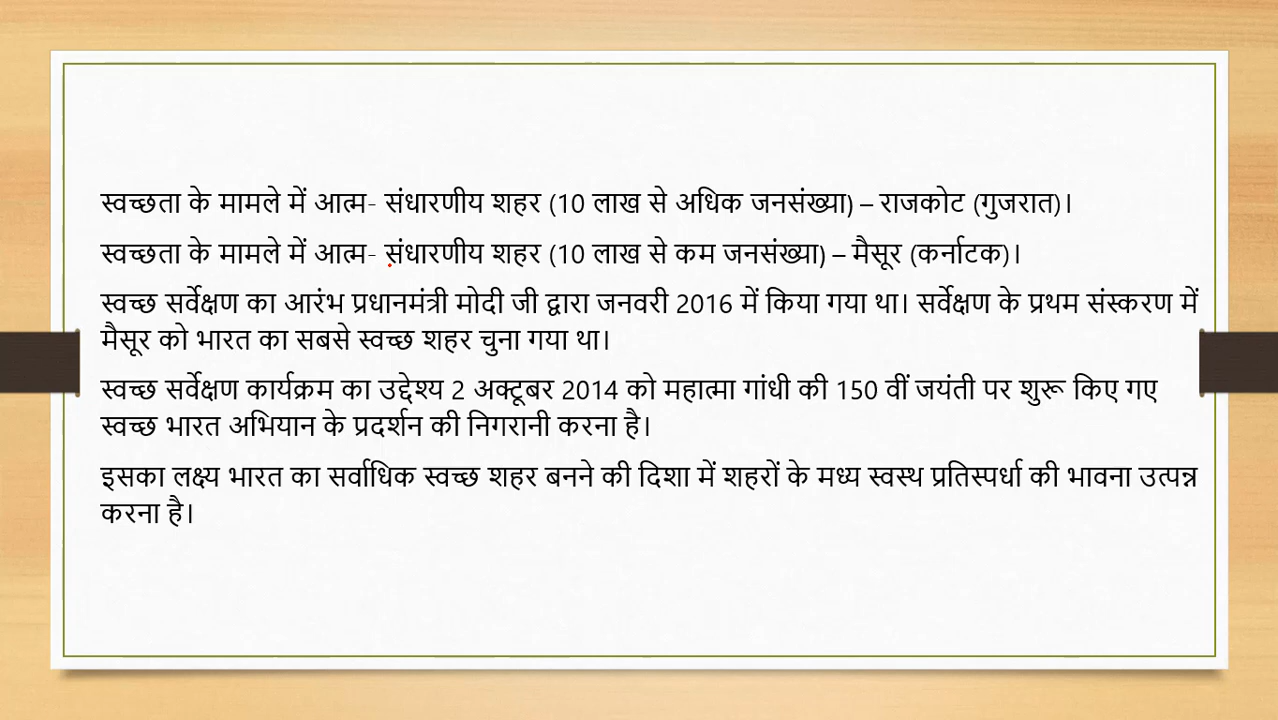 स्वच्छता के मामले में आत्म- संधारणीय शहर (10 लाख से अधिक जनसंख्या) – राजकोट (गुजरात)।
स्वच्छता के मामले में आत्म- संधारणीय शहर (10 लाख से कम जनसंख्या) – मैसूर (कर्नाटक)।
स्वच्छ सर्वेक्षण का आरंभ प्रधानमंत्री मोदी जी द्वारा जनवरी 2016 में किया गया था। सर्वेक्षण के प्रथम संस्करण में
मैसूर को भारत का सबसे स्वच्छ शहर चुना गया था।
स्वच्छ सर्वेक्षण कार्यक्रम का उद्देश्य 2 अक्टूबर 2014 को महात्मा गांधी की 150 वीं जयंती पर शुरू किए गए
स्वच्छ भारत अभियान के प्रदर्शन की निगरानी करना है।
इसका लक्ष्य भारत का सर्वाधिक स्वच्छ शहर बनने की दिशा में शहरों के मध्य स्वस्थ प्रतिस्पर्धा की भावना उत्पन्न
करना है।